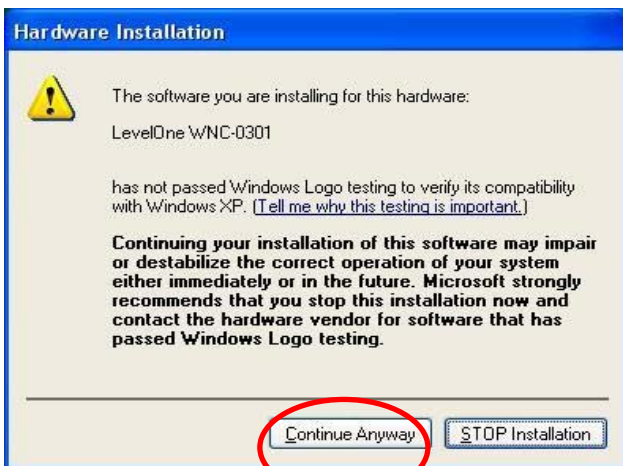 Hardware Installation
The software you are installing for this hardware:
LevelOne WNC-0301
has not passed Windows Logo testing to verify its compatibility
with Windows XP. (Tell me why this testing is important.)
Continuing your installation of this software may impair
or destabilize the correct operation of your system
either immediately or in the future. Microsoft strongly
recommends that you stop this installation now and
contact the hardware vendor for software that has
passed Windows Logo testing.
Continue Anyway
STOP Installation